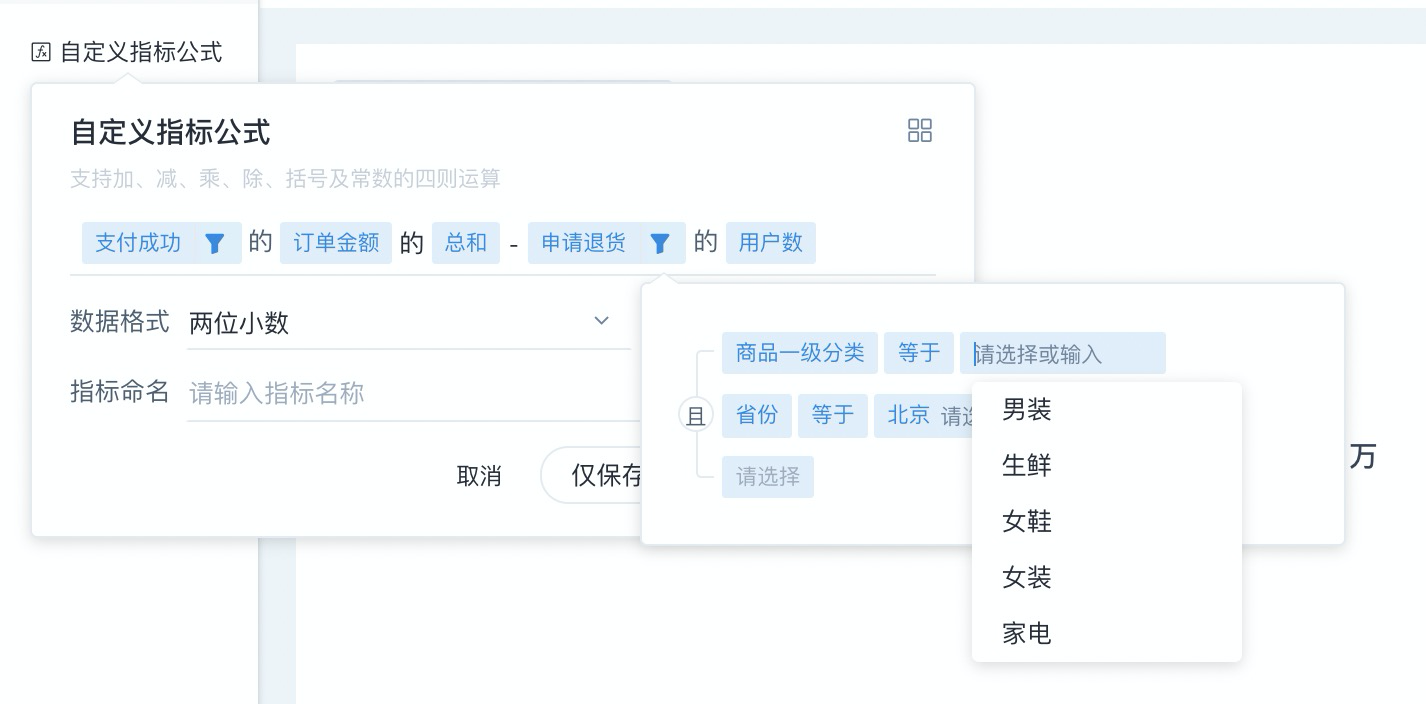 自定义指标公式
自定义指标公式
支持加、减、乘、除、括号及常数的四则运算
支付成功 的 订单金额 的 总和 - 申请退货 的 用户数
数据格式 两位小数
指标命名 请输入指标名称
取消 仅保存
商品一级分类 等于 请选择或输入
且 省份 等于 北京 请选
请选择
男装
生鲜
女鞋
女装
家电
万